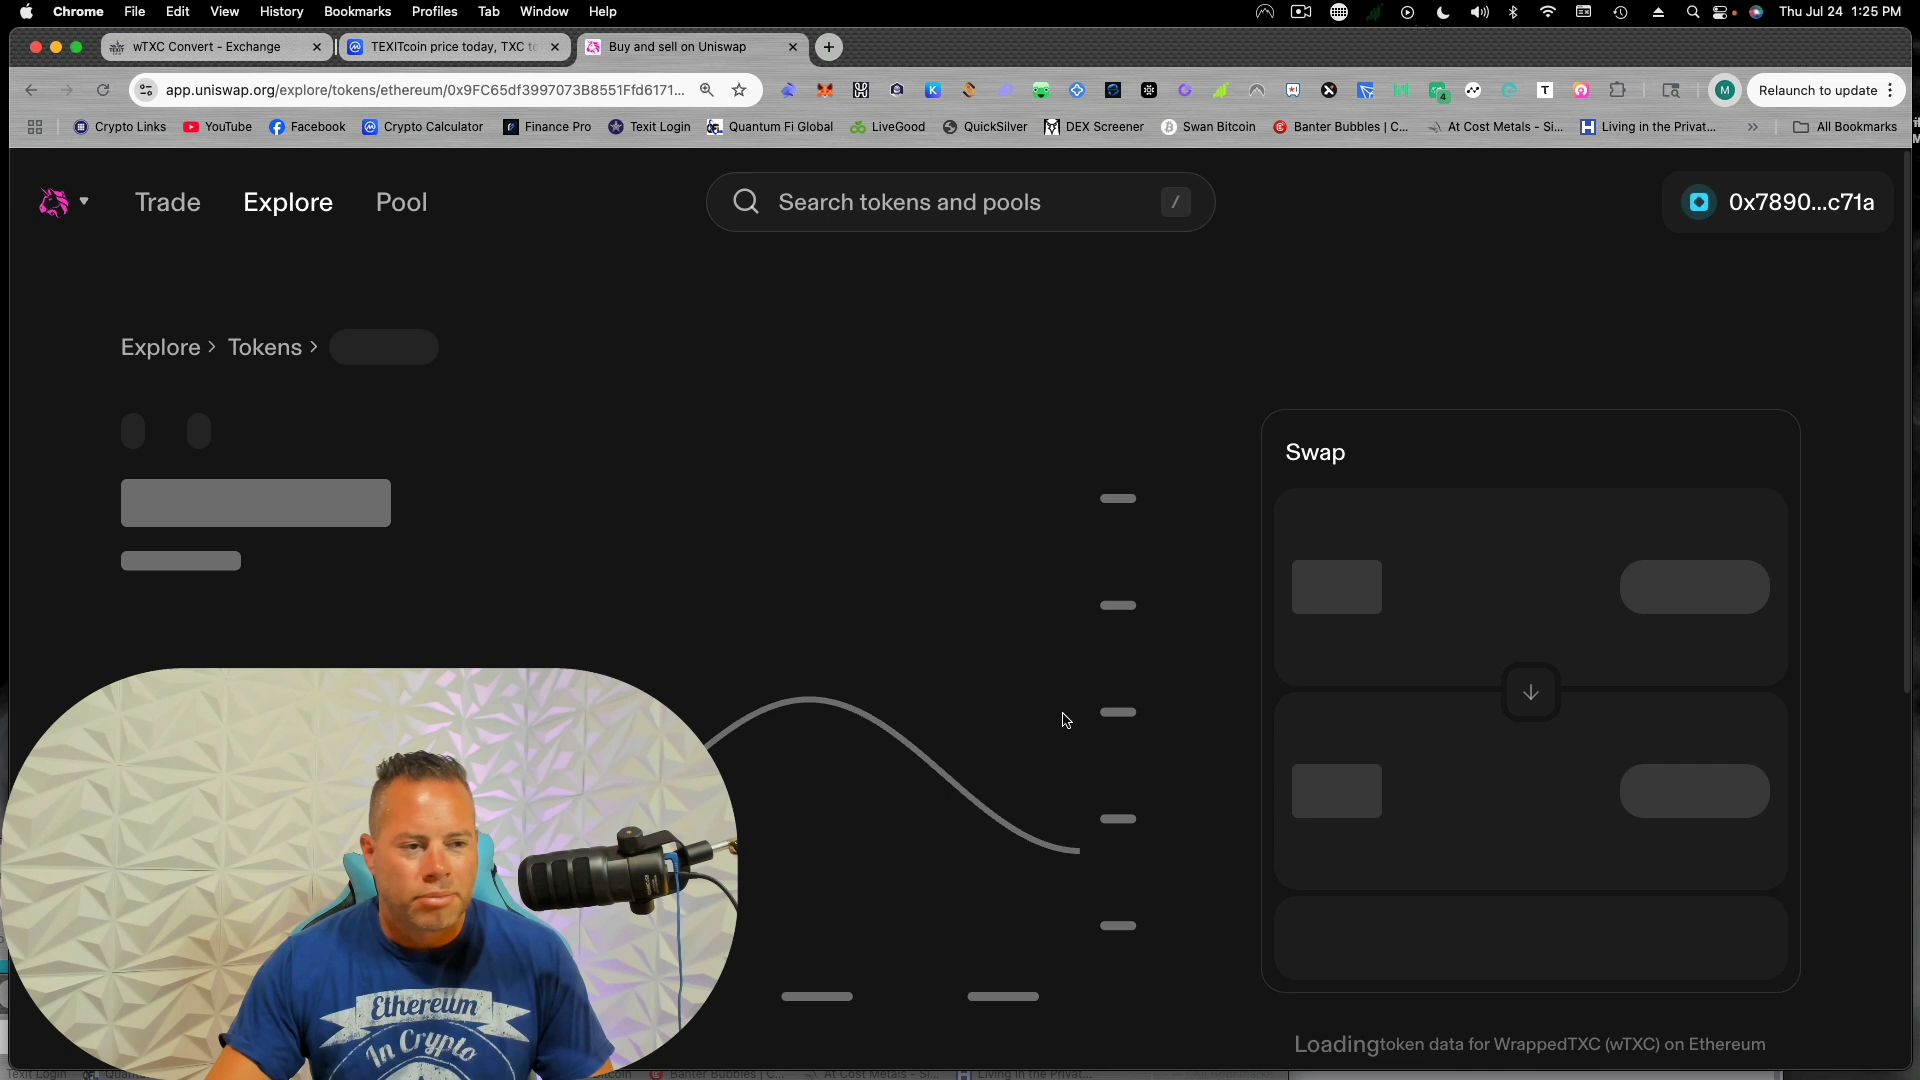 Chrome File Edit View History Bookmarks Profiles Tab Window Help Thu Jul 24 1:25 PM
wTXC Convert - Exchange TEXITcoin price today, TXC to Buy and sell on Uniswap
app.uniswap.org/explore/tokens/ethereum/0x9FC65df3997073B8551Ffd6171... 4 T M Relaunch to update
Crypto Links YouTube Facebook Crypto Calculator Finance Pro Texit Login Quantum Fi Global LiveGood QuickSilver DEX Screener Swan Bitcoin Banter Bubbles | C... At Cost Metals - Si... Living in the Privat... All Bookmarks
Trade Explore Pool Search tokens and pools / 0x7890...c71a
Explore > Tokens >
Swap
Ethereum
In Crypto
Loading token data for WrappedTXC (wTXC) on Ethereum